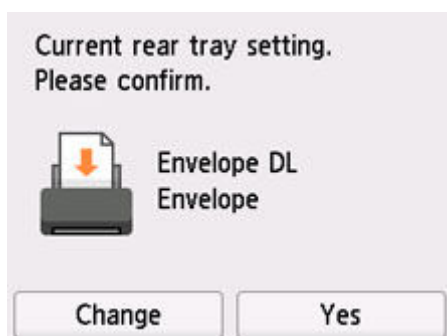 Current rear tray setting.
Please confirm.
Envelope DL
Envelope
Change
Yes